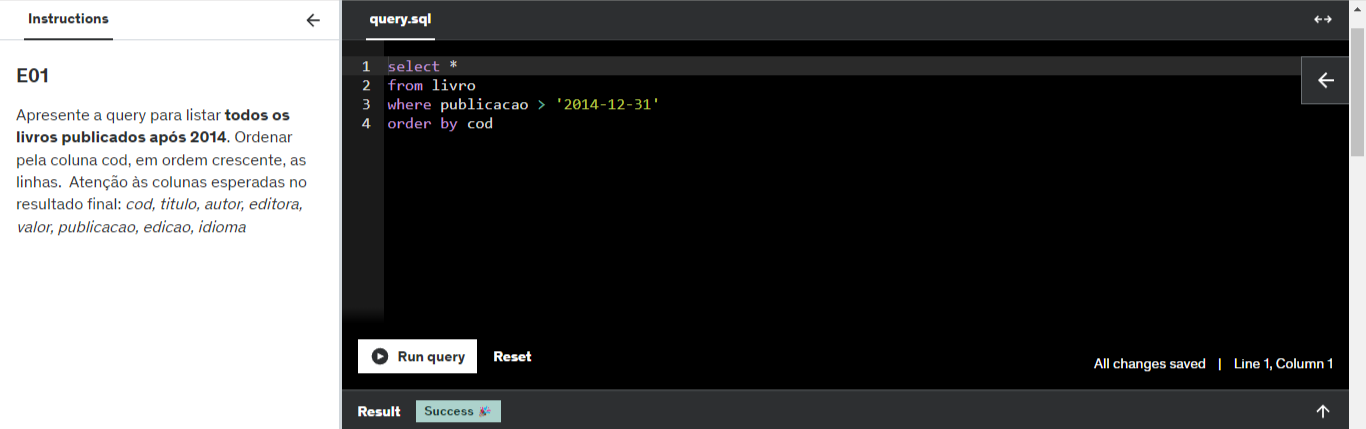 Instructions
E01
Apresente a query para listar todos os
livros publicados após 2014. Ordenar
pela coluna cod, em ordem crescente, as
linhas. Atenção às colunas esperadas no
resultado final: cod, titulo, autor, editora,
valor, publicacao, edicao, idioma
query.sql
1 select *
2 from livro
3 where publicacao > '2014-12-31'
4 order by cod
Run query Reset
All changes saved | Line 1, Column 1
Result Success 🎉